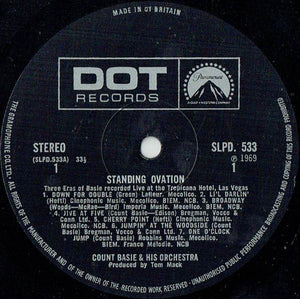 MADE IN GT BRITAIN
DOT
RECORDS
Paramount
A GULF + WESTERN COMPANY
STEREO
SLPD. 533
(SLPD.533A) 33⅓
℗ 1969
1
1
STANDING OVATION
Three Eras of Basie recorded Live at the Tropicana Hotel, Las Vegas
1. DOWN FOR DOUBLE (Green) Lafleur. Mecolico. 2. LI'L DARLIN'
(Hefti) Cinephonic Music. Mecolico. BIEM. NCB. 3. BROADWAY
(Woods—McRae—Bird) Imperia Music. Mecolico. BIEM. NCB.
4. JIVE AT FIVE (Count Basie—Edison) Bregman, Vocco
& Conn Ltd. 5. CHERRY POINT (Hefti) Cinephonic Music.
Mecolico. 6. JUMPIN' AT THE WOODSIDE (Count Basie)
BIEM. NCB Bregman, Vocco & Conn Ltd. 7. ONE O'CLOCK
JUMP (Count Basie) Robbins Music. Mecolico.
BIEM. France Melodie. NCB
COUNT BASIE & HIS ORCHESTRA
Produced by Tom Mack
THE GRAMOPHONE CO. LTD. ALL RIGHTS OF THE MANUFACTURER AND OF THE OWNER OF THE RECORDED WORK RESERVED · UNAUTHORISED PUBLIC PERFORMANCE BROADCASTING AND COPYING OF THIS RECORD PROHIBITED